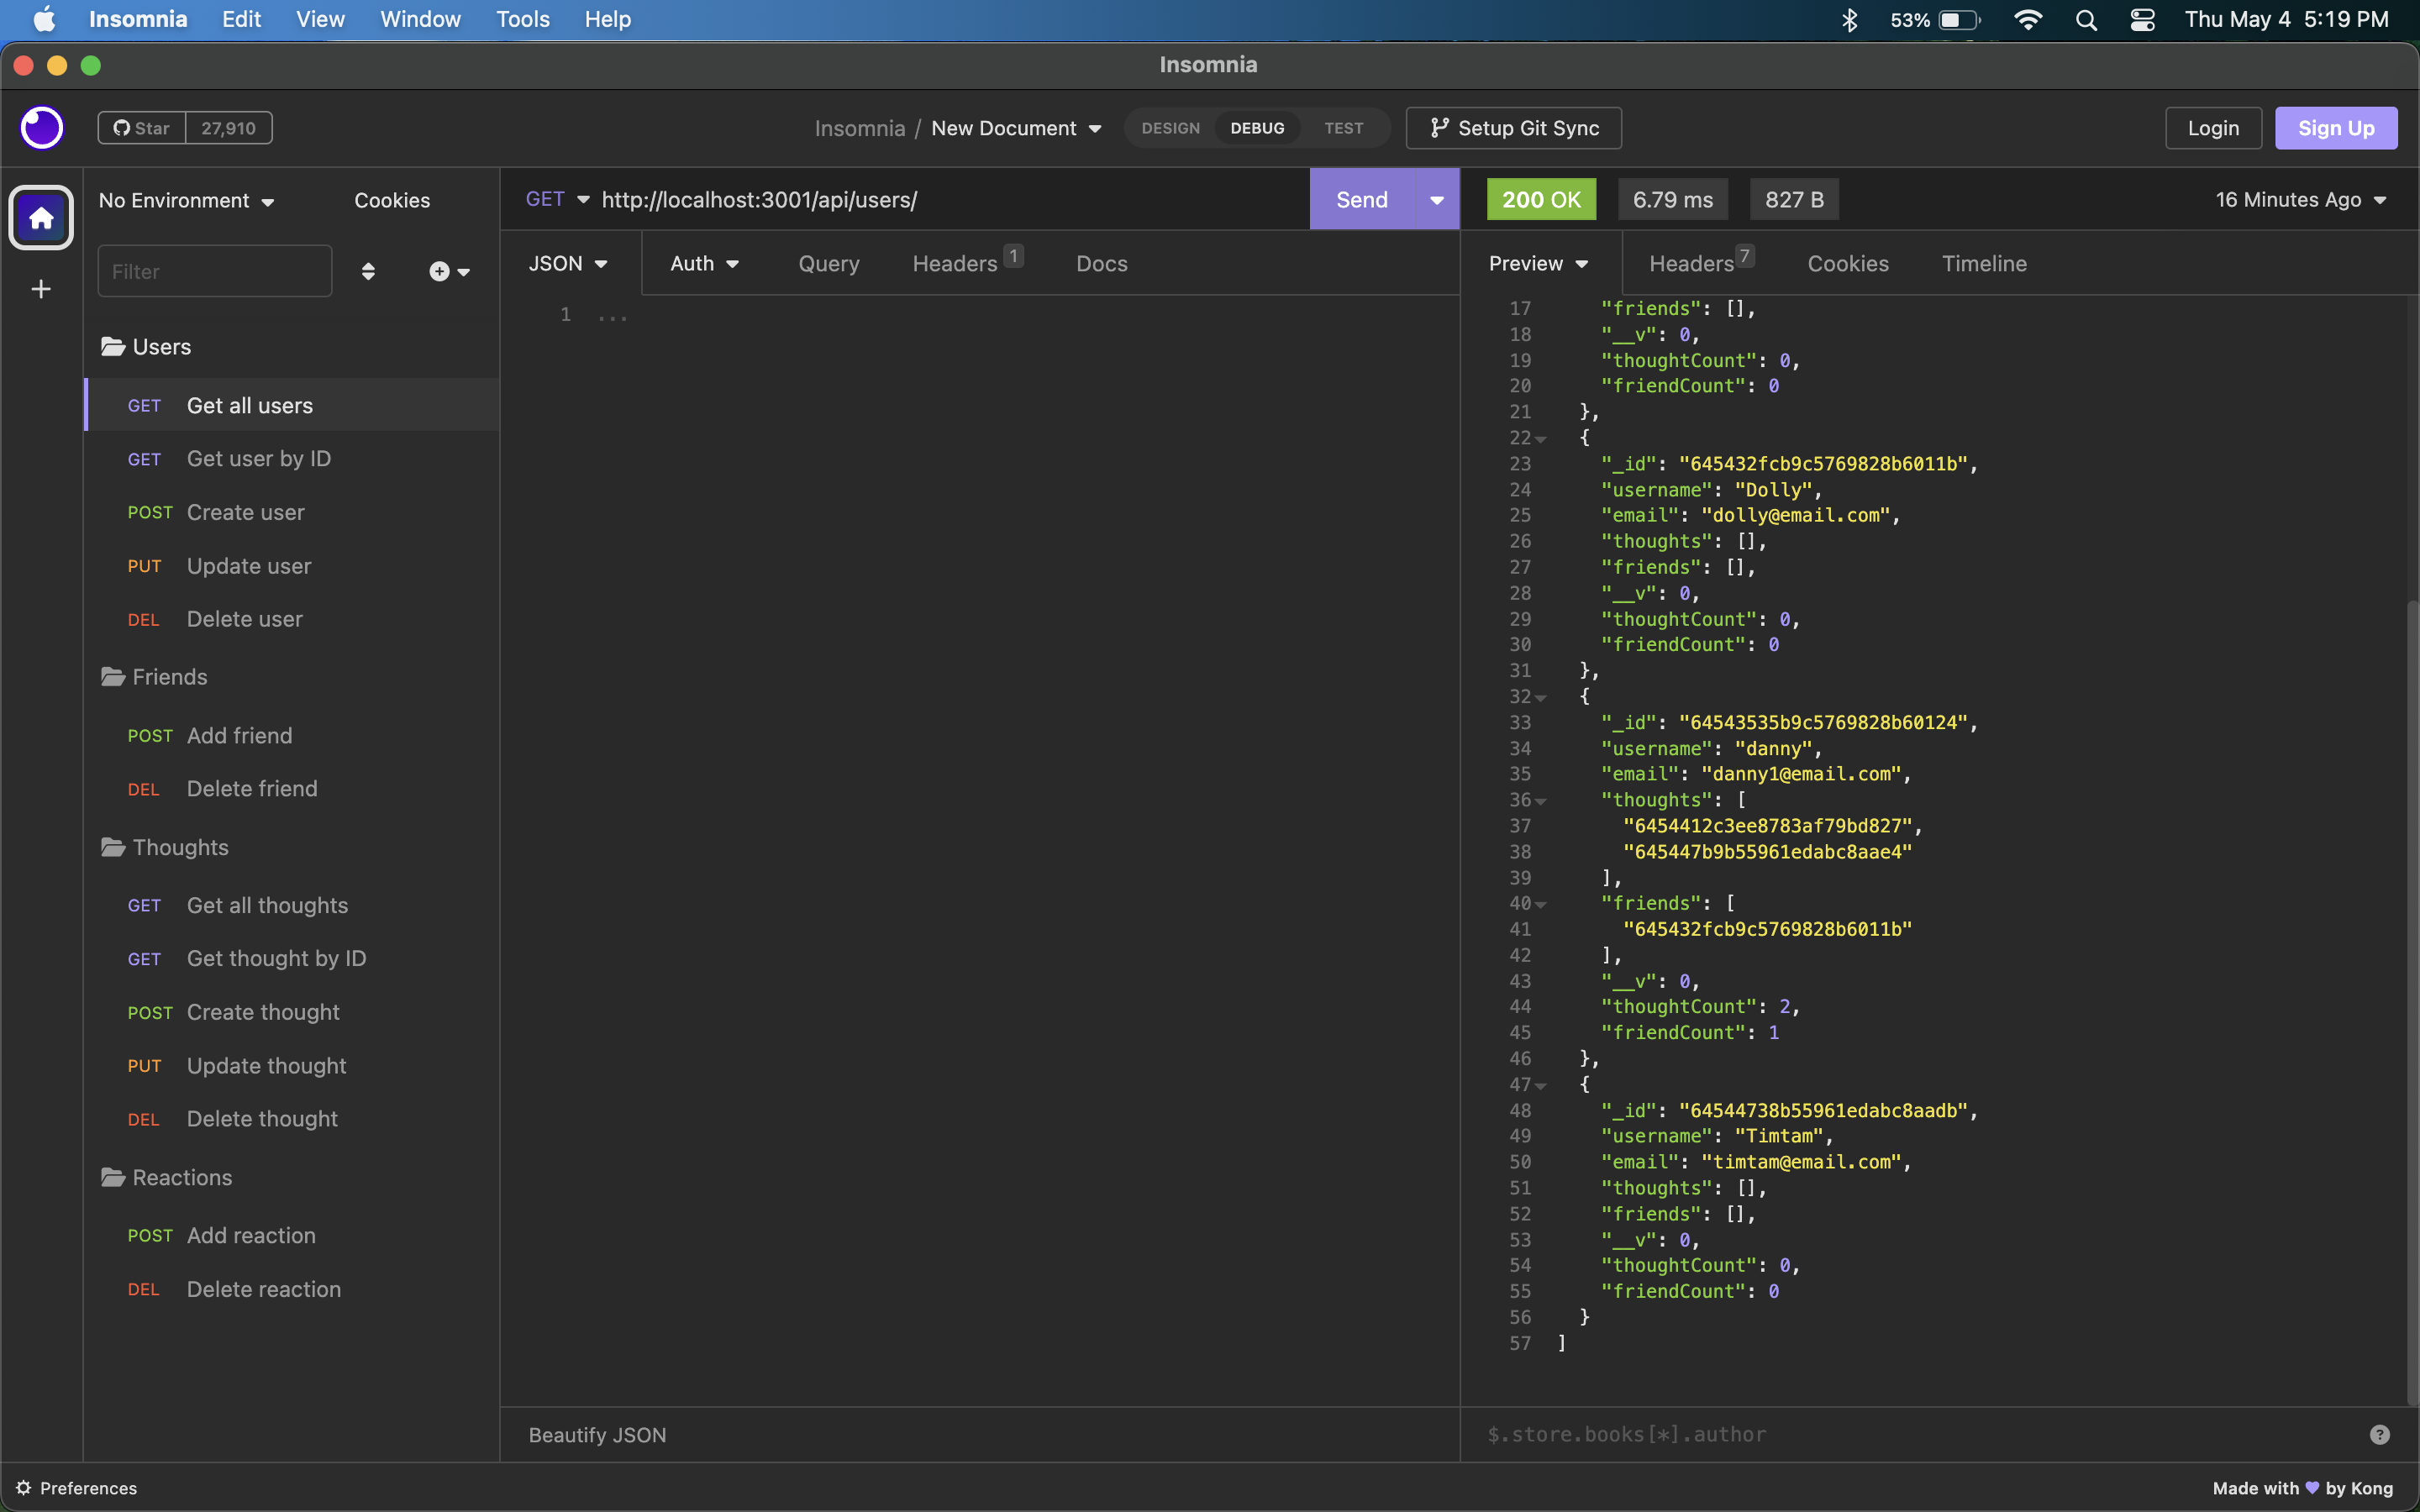 Insomnia Edit View Window Tools Help 53% Thu May 4 5:19 PM
Insomnia
Star 27,910 Insomnia / New Document DESIGN DEBUG TEST Setup Git Sync Login Sign Up
No Environment Cookies
Filter
Users
GET Get all users
GET Get user by ID
POST Create user
PUT Update user
DEL Delete user
Friends
POST Add friend
DEL Delete friend
Thoughts
GET Get all thoughts
GET Get thought by ID
POST Create thought
PUT Update thought
DEL Delete thought
Reactions
POST Add reaction
DEL Delete reaction
GET http://localhost:3001/api/users/ Send
JSON Auth Query Headers 1 Docs
1 ...
Beautify JSON
200 OK 6.79 ms 827 B 16 Minutes Ago
Preview Headers 7 Cookies Timeline
17 "friends": [],
18 "__v": 0,
19 "thoughtCount": 0,
20 "friendCount": 0
21 },
22 {
23 "_id": "645432fcb9c5769828b6011b",
24 "username": "Dolly",
25 "email": "dolly@email.com",
26 "thoughts": [],
27 "friends": [],
28 "__v": 0,
29 "thoughtCount": 0,
30 "friendCount": 0
31 },
32 {
33 "_id": "64543535b9c5769828b60124",
34 "username": "danny",
35 "email": "danny1@email.com",
36 "thoughts": [
37 "6454412c3ee8783af79bd827",
38 "645447b9b55961edabc8aae4"
39 ],
40 "friends": [
41 "645432fcb9c5769828b6011b"
42 ],
43 "__v": 0,
44 "thoughtCount": 2,
45 "friendCount": 1
46 },
47 {
48 "_id": "64544738b55961edabc8aadb",
49 "username": "Timtam",
50 "email": "timtam@email.com",
51 "thoughts": [],
52 "friends": [],
53 "__v": 0,
54 "thoughtCount": 0,
55 "friendCount": 0
56 }
57 ]
$.store.books[*].author ?
Preferences Made with 💜 by Kong